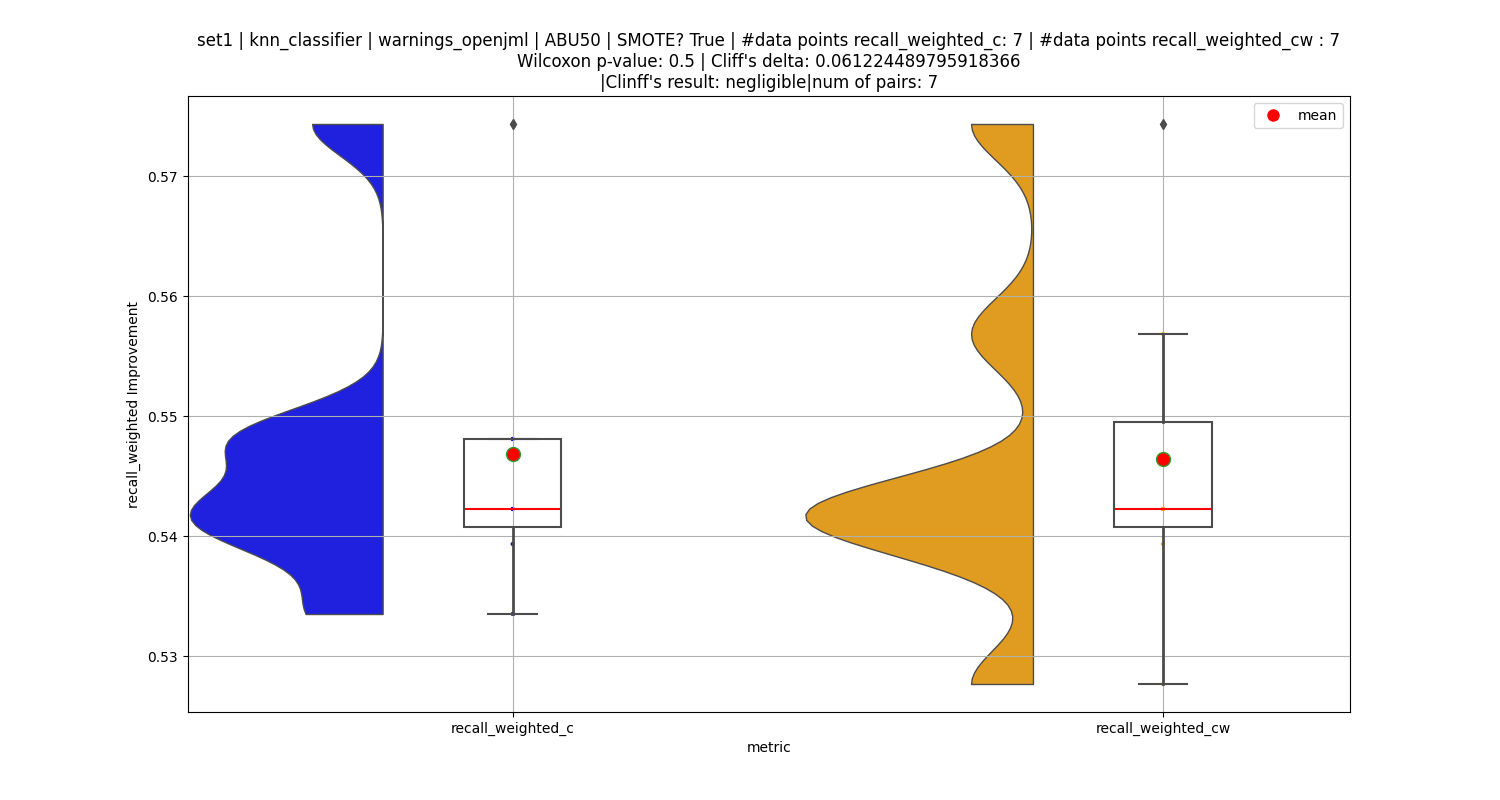 set1 | knn_classifier | warnings_openjml | ABU50 | SMOTE? True | #data points recall_weighted_c: 7 | #data points recall_weighted_cw : 7
Wilcoxon p-value: 0.5 | Cliff's delta: 0.061224489795918366
|Clinff's result: negligible|num of pairs: 7
mean
0.57
0.56
0.55
0.54
0.53
recall_weighted Improvement
recall_weighted_c
recall_weighted_cw
metric